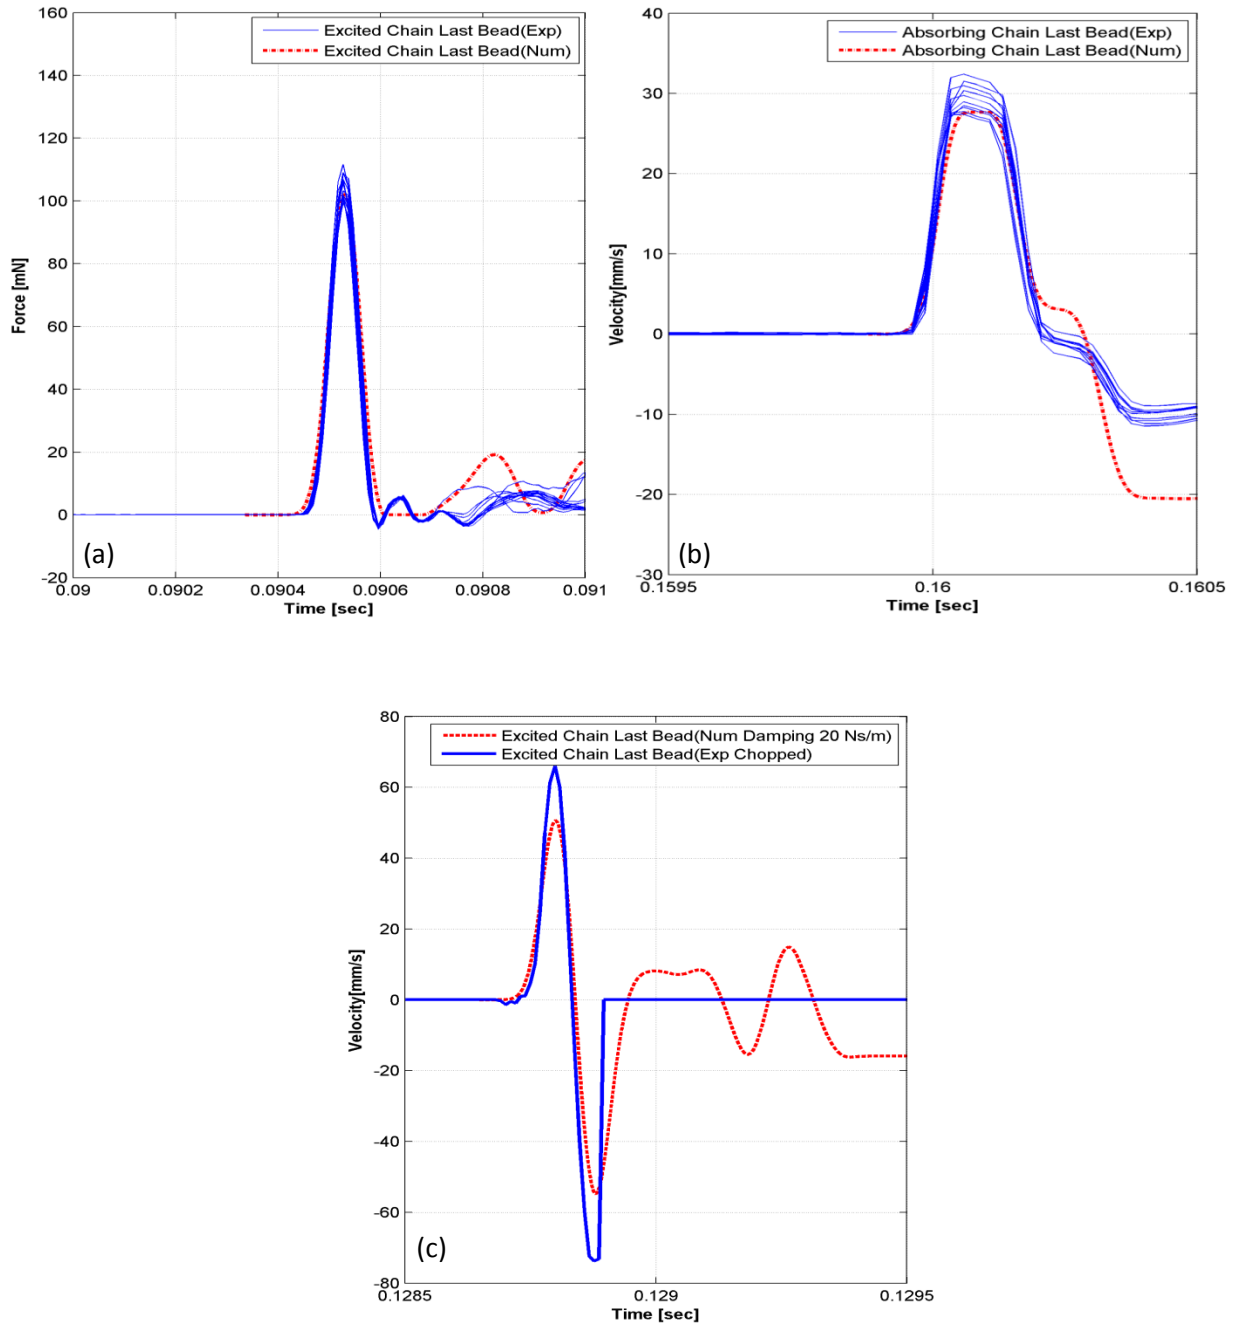 160
140
120
100
80
60
40
20
0
-20
Force [mN]
Excited Chain Last Bead(Exp)
Excited Chain Last Bead(Num)
(a)
0.09 0.0902 0.0904 0.0906 0.0908 0.091
Time [sec]
40
30
20
10
0
-10
-20
-30
Velocity[mm/s]
Absorbing Chain Last Bead(Exp)
Absorbing Chain Last Bead(Num)
(b)
0.1595 0.16 0.1605
Time [sec]
80
60
40
20
0
-20
-40
-60
-80
Velocity[mm/s]
Excited Chain Last Bead(Num Damping 20 Ns/m)
Excited Chain Last Bead(Exp Chopped)
(c)
0.1285 0.129 0.1295
Time [sec]